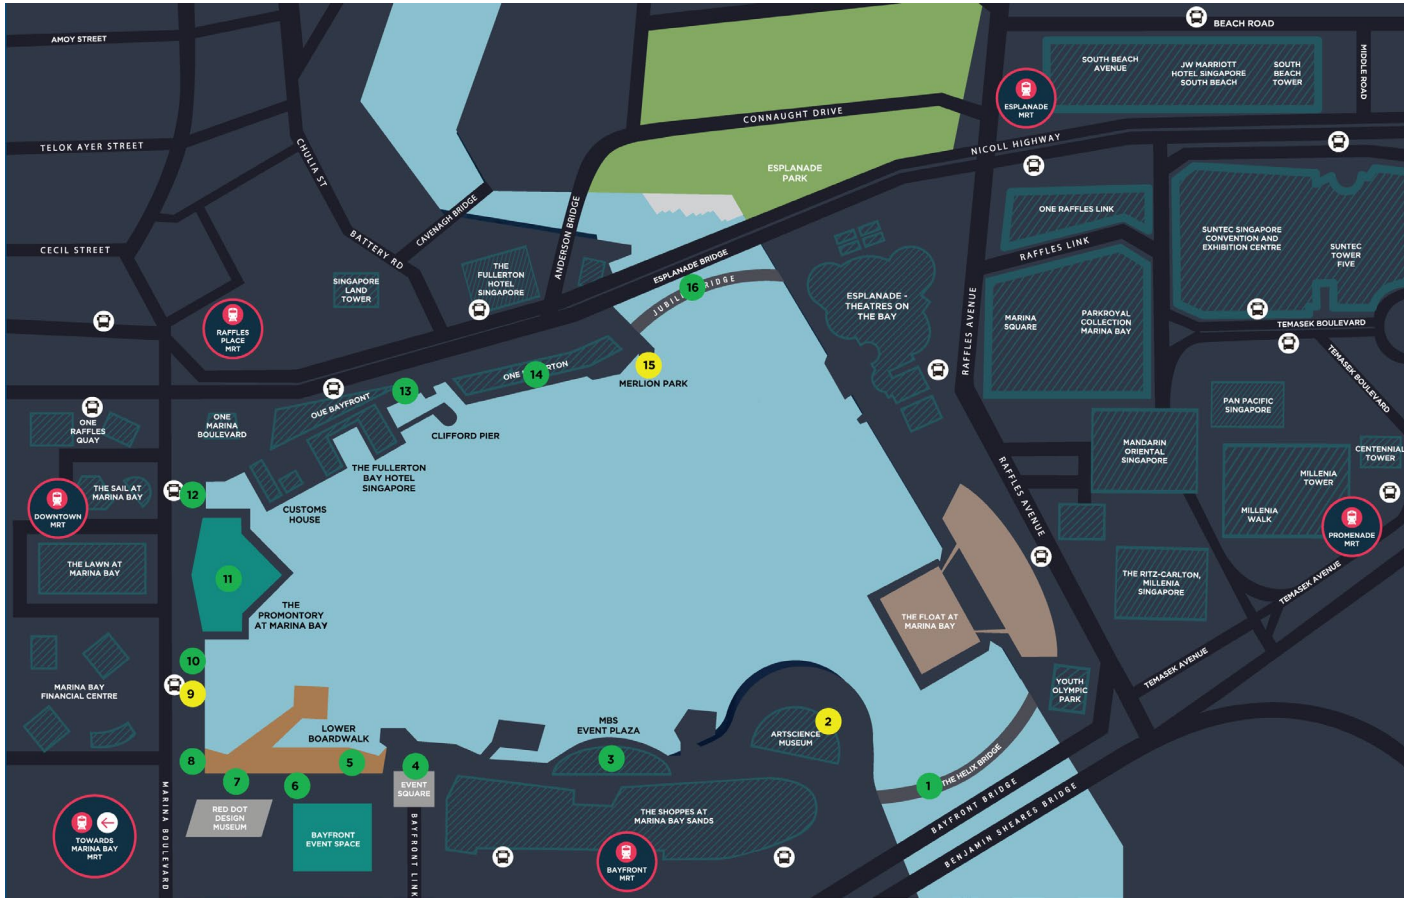 BEACH ROAD
AMOY STREET
SOUTH BEACH
AVENUE
JW MARRIOTT
HOTEL SINGAPORE
SOUTH BEACH
SOUTH
BEACH
TOWER
MIDDLE ROAD
ESPLANADE
MRT
CONNAUGHT DRIVE
NICOLL HIGHWAY
TELOK AYER STREET
CHULIA ST
ESPLANADE
PARK
CAVENAGH BRIDGE
ANDERSON BRIDGE
ONE RAFFLES LINK
RAFFLES LINK
SUNTEC SINGAPORE
CONVENTION AND
EXHIBITION CENTRE
SUNTEC
TOWER
FIVE
CECIL STREET
BATTERY RD
ESPLANADE BRIDGE
THE
FULLERTON
HOTEL
SINGAPORE
SINGAPORE
LAND
TOWER
16
JUBIL
RIDGE
ESPLANADE -
THEATRES ON
THE BAY
RAFFLES AVENUE
MARINA
SQUARE
PARKROYAL
COLLECTION
MARINA BAY
TEMASEK BOULEVARD
TEMASEK BOULEVARD
RAFFLES
PLACE
MRT
15
MERLION PARK
14
ONE
ERTON
13
OUE BAYFRONT
CLIFFORD PIER
ONE
MARINA
BOULEVARD
ONE
RAFFLES
QUAY
PAN PACIFIC
SINGAPORE
MANDARIN
ORIENTAL
SINGAPORE
CENTENNIAL
TOWER
MILLENIA
TOWER
MILLENIA
WALK
PROMENADE
MRT
RAFFLES AVENUE
THE FULLERTON
BAY HOTEL
SINGAPORE
CUSTOMS
HOUSE
THE SAIL AT
MARINA BAY
12
DOWNTOWN
MRT
THE LAWN AT
MARINA BAY
11
THE
PROMONTORY
AT MARINA BAY
THE FLOAT AT
MARINA BAY
THE RITZ-CARLTON,
MILLENIA
SINGAPORE
TEMASEK AVENUE
TEMASEK AVENUE
10
9
MARINA BAY
FINANCIAL CENTRE
YOUTH
OLYMPIC
PARK
LOWER
BOARDWALK
MBS
EVENT PLAZA
ARTSCIENCE
MUSEUM
2
8
7
6
5
4
3
1
THE HELIX BRIDGE
EVENT
SQUARE
BAYFRONT BRIDGE
BENJAMIN SHEARES BRIDGE
RED DOT
DESIGN
MUSEUM
BAYFRONT
EVENT SPACE
THE SHOPPES AT
MARINA BAY SANDS
MARINA BOULEVARD
BAYFRONT LINK
TOWARDS
MARINA BAY
MRT
BAYFRONT
MRT